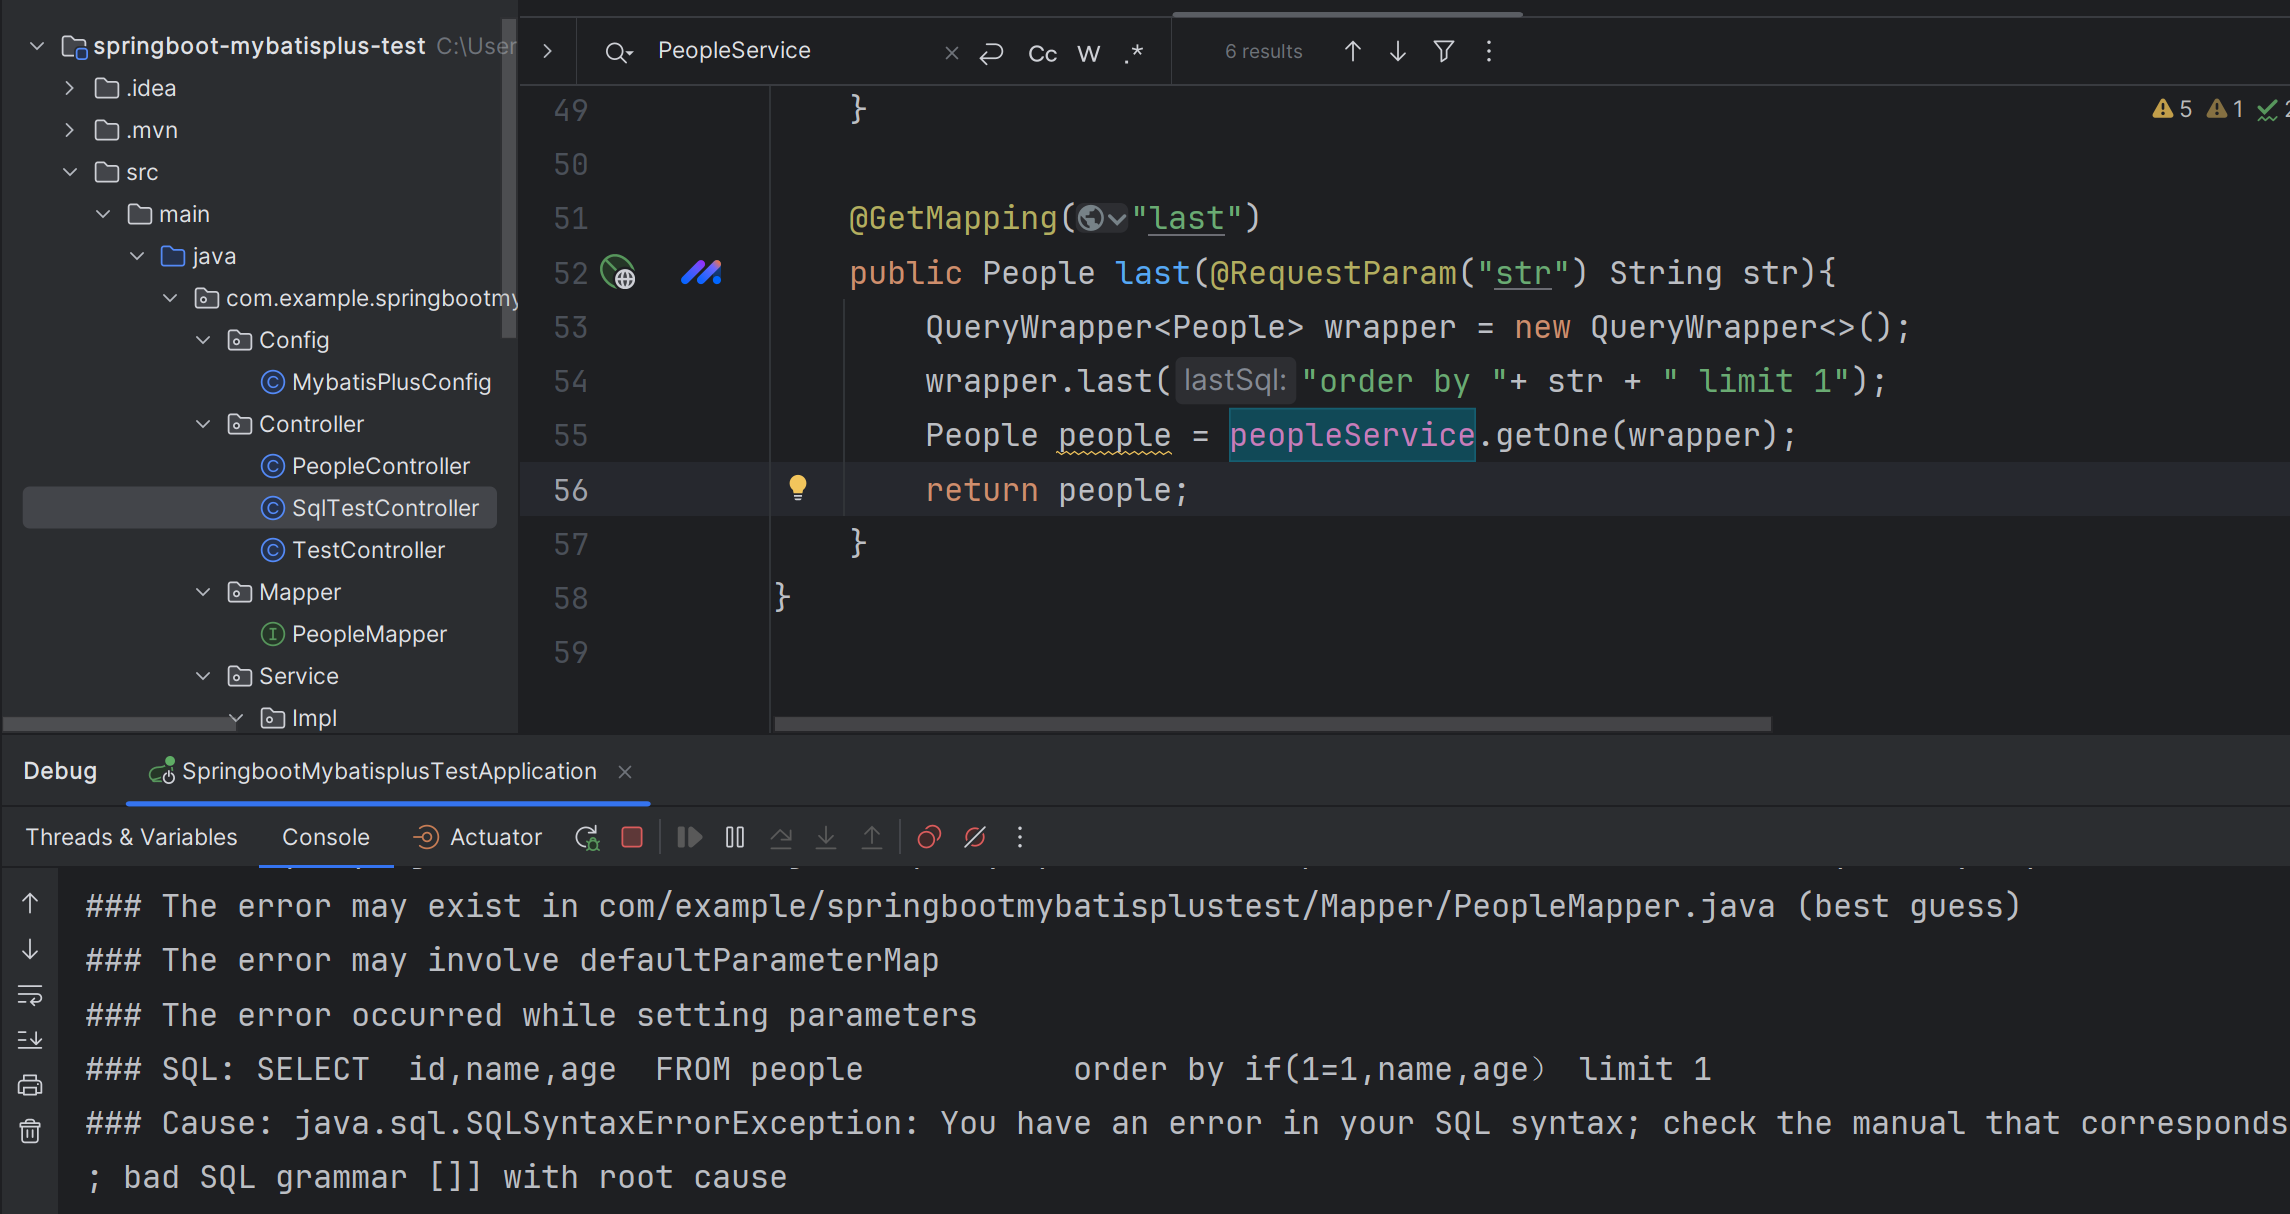 springboot-mybatisplus-test C:\User
.idea
.mvn
src
main
java
com.example.springbootmy
Config
MybatisPlusConfig
Controller
PeopleController
SqlTestController
TestController
Mapper
PeopleMapper
Service
Impl
PeopleService
Cc W .*
6 results
5 1 2
49 }
50
51 @GetMapping("last")
52 public People last(@RequestParam("str") String str){
53 QueryWrapper<People> wrapper = new QueryWrapper<>();
54 wrapper.last( lastSql: "order by "+ str + " limit 1");
55 People people = peopleService.getOne(wrapper);
56 return people;
57 }
58 }
59
Debug
SpringbootMybatisplusTestApplication
Threads & Variables
Console
Actuator
### The error may exist in com/example/springbootmybatisplustest/Mapper/PeopleMapper.java (best guess)
### The error may involve defaultParameterMap
### The error occurred while setting parameters
### SQL: SELECT  id,name,age  FROM people           order by if(1=1,name,age） limit 1
### Cause: java.sql.SQLSyntaxErrorException: You have an error in your SQL syntax; check the manual that corresponds
; bad SQL grammar []] with root cause